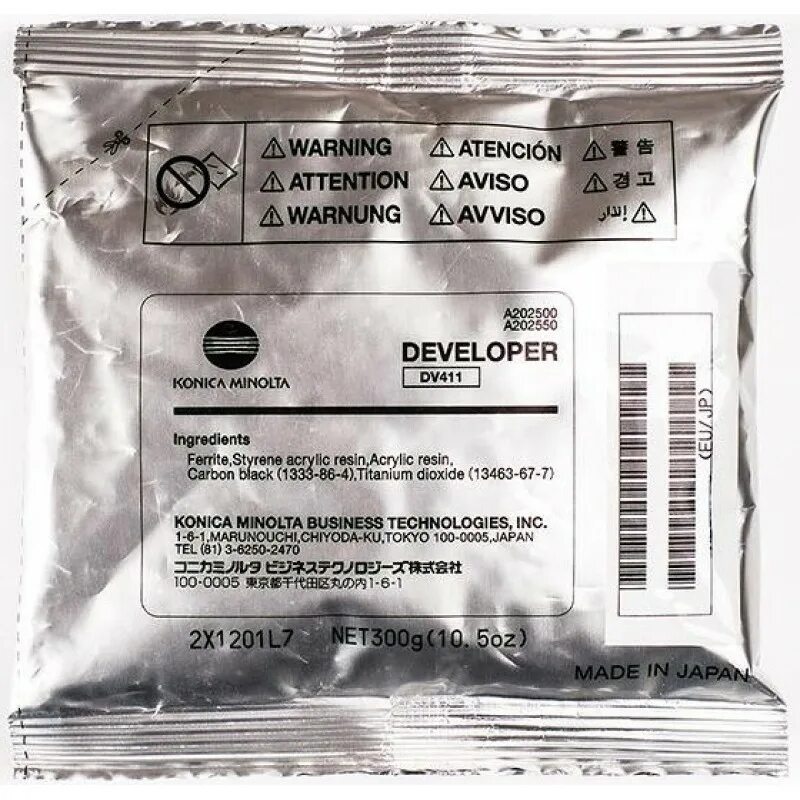 ⚠WARNING ⚠ATENCIÓN ⚠警告
⚠ATTENTION ⚠AVISO ⚠경고
⚠WARNUNG ⚠AVVISO إنذار⚠
A202500
A202550
DEVELOPER
DV411
KONICA MINOLTA
Ingredients
Ferrite,Styrene acrylic resin,Acrylic resin,
Carbon black (1333-86-4),Titanium dioxide (13463-67-7)
KONICA MINOLTA BUSINESS TECHNOLOGIES, INC.
1-6-1,MARUNOUCHI,CHIYODA-KU,TOKYO 100-0005,JAPAN
TEL (81) 3-6250-2470
コニカミノルタ ビジネステクノロジーズ株式会社
100-0005 東京都千代田区丸の内1-6-1
(EU/JP)
2X1201L7 NET300g(10.5oz)
MADE IN JAPAN